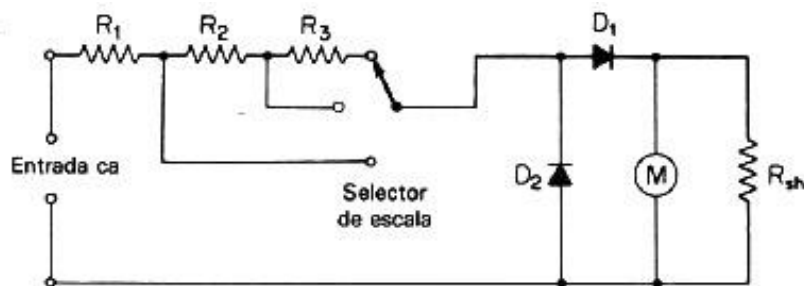 R1 R2 R3 D1
Entrada ca
Selector
de escala
D2 M Rsh